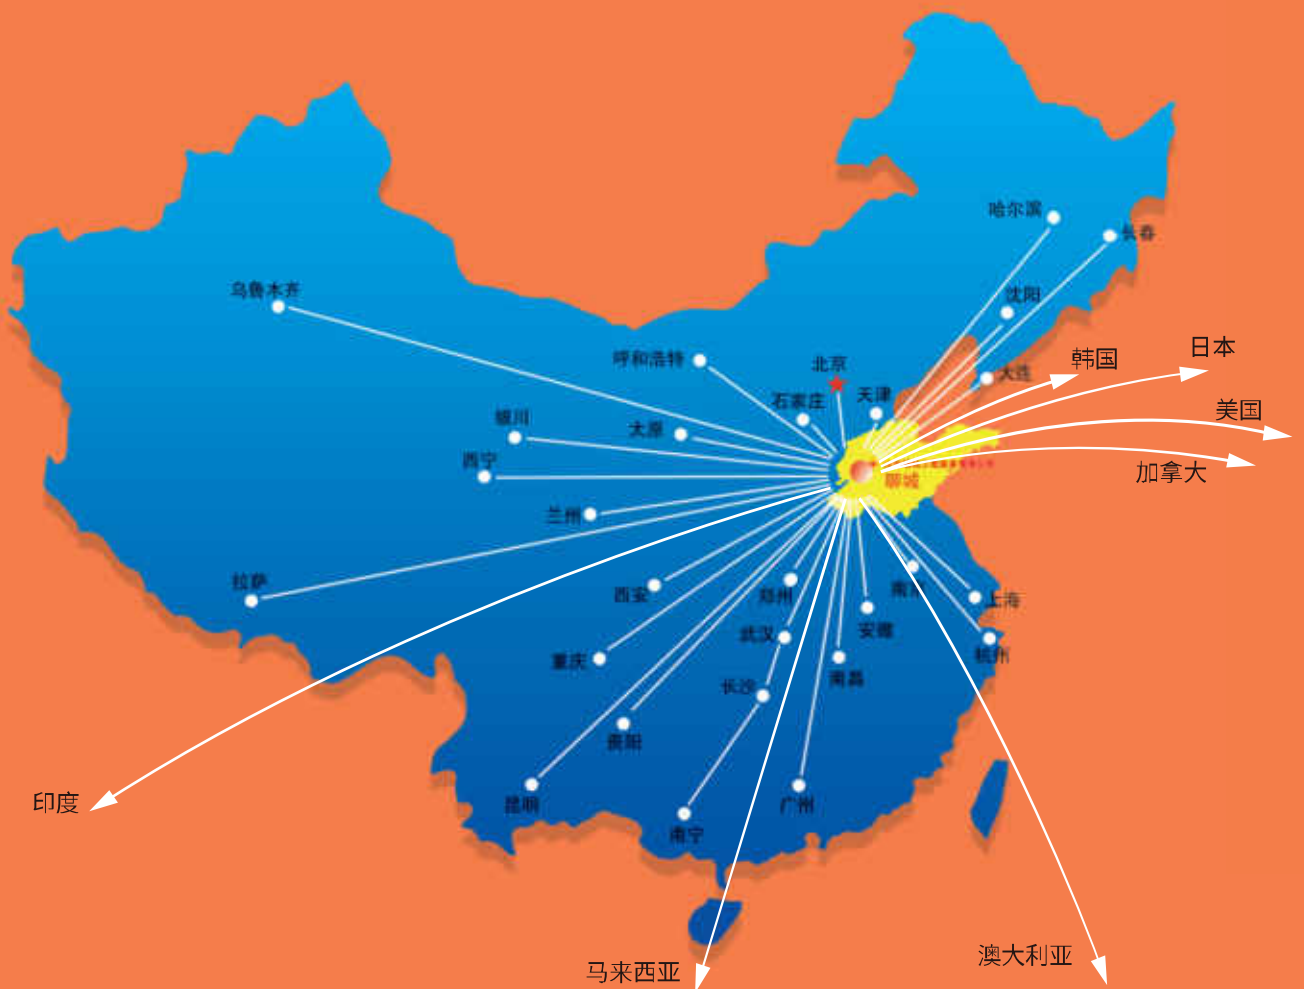 哈尔滨
长春
乌鲁木齐
沈阳
日本
韩国
呼和浩特
北京
大连
石家庄
天津
美国
银川
太原
西宁
加拿大
聊城
兰州
拉萨
西安
郑州
南京
上海
武汉
安徽
杭州
重庆
长沙
南昌
贵阳
印度
昆明
广州
南宁
澳大利亚
马来西亚